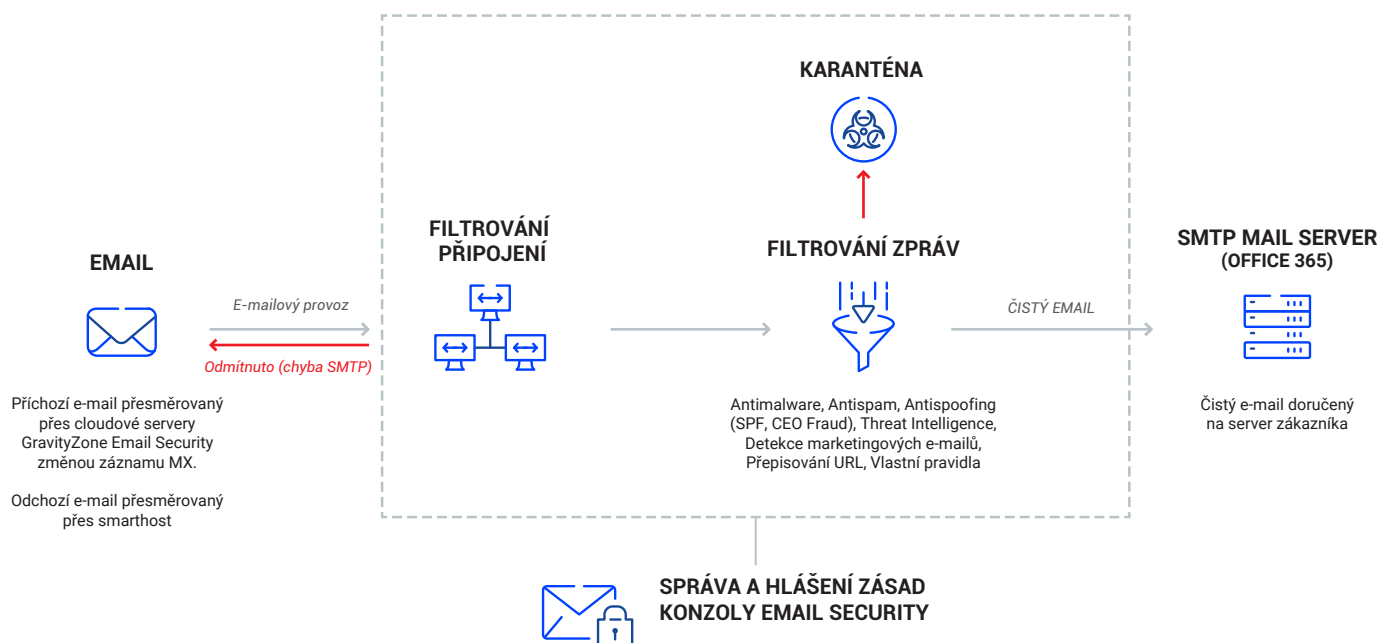 KARANTÉNA
FILTROVÁNÍ
PŘIPOJENÍ
FILTROVÁNÍ ZPRÁV
SMTP MAIL SERVER
(OFFICE 365)
EMAIL
E-mailový provoz
Odmítnuto (chyba SMTP)
ČISTÝ EMAIL
Příchozí e-mail přesměrovaný
přes cloudové servery
GravityZone Email Security
změnou záznamu MX.
Odchozí e-mail přesměrovaný
přes smarthost
Antimalware, Antispam, Antispoofing
(SPF, CEO Fraud), Threat Intelligence,
Detekce marketingových e-mailů,
Přepisování URL, Vlastní pravidla
Čistý e-mail doručený
na server zákazníka
SPRÁVA A HLÁŠENÍ ZÁSAD
KONZOLY EMAIL SECURITY